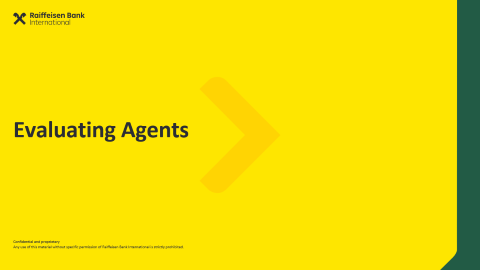 Raiffeisen Bank
International
Evaluating Agents
Confidential and proprietary
Any use of this material without specific permission of Raiffeisen Bank International is strictly prohibited.